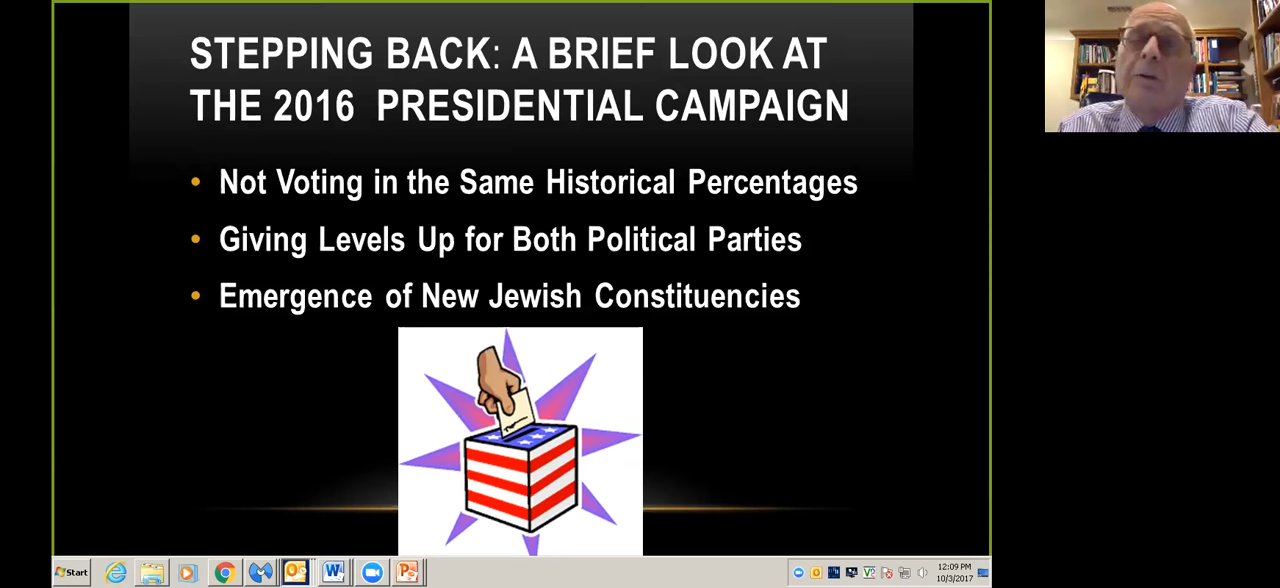 STEPPING BACK: A BRIEF LOOK AT
THE 2016 PRESIDENTIAL CAMPAIGN
• Not Voting in the Same Historical Percentages
• Giving Levels Up for Both Political Parties
• Emergence of New Jewish Constituencies
Start
12:09 PM
10/3/2017